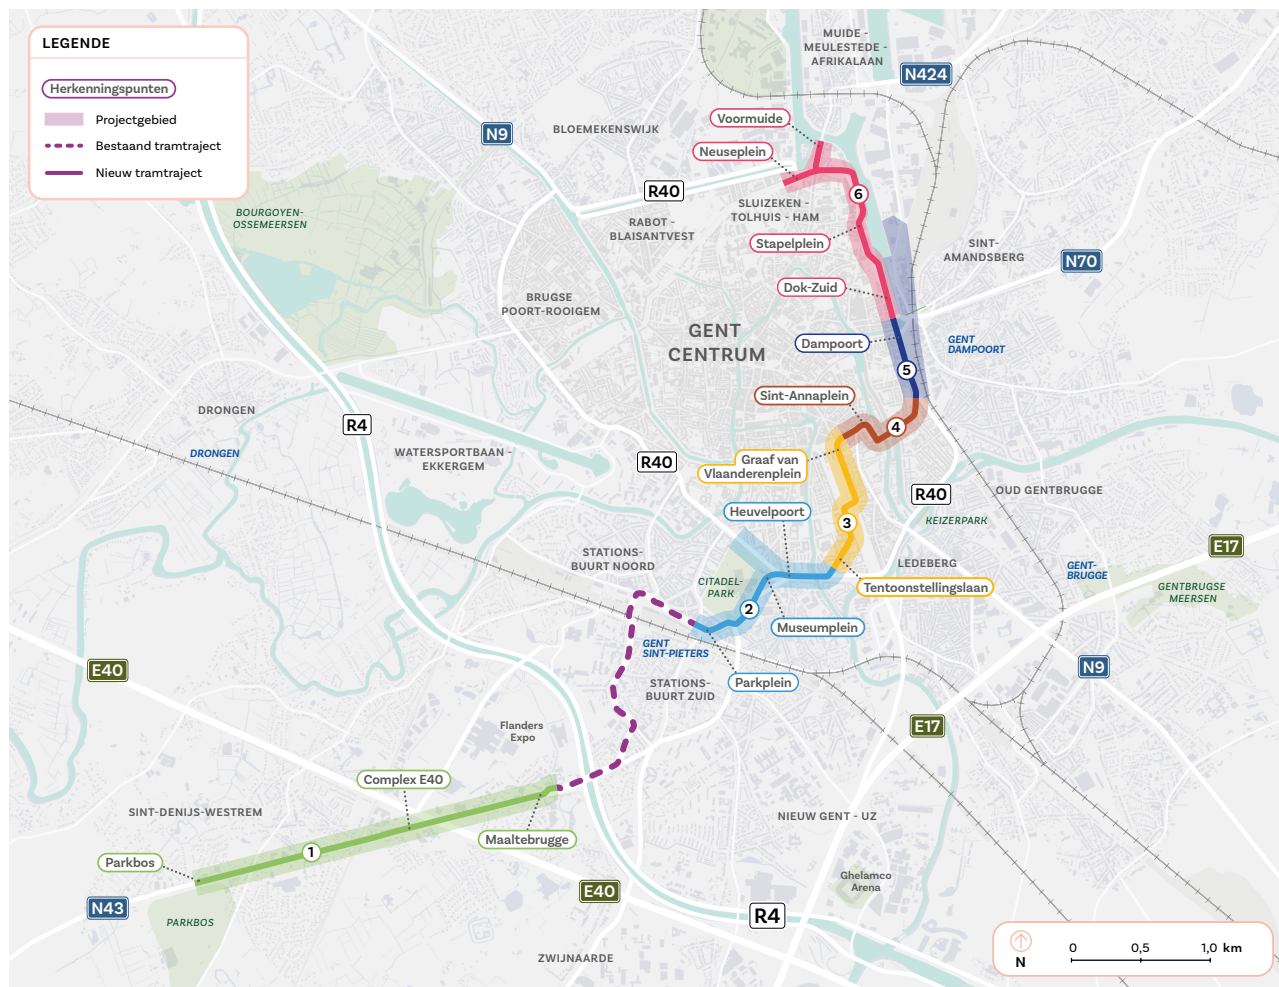 LEGENDE
Herkenningspunten
Projectgebied
Bestaand tramtraject
Nieuw tramtraject
MUIDE -
MEULESTEDE -
AFRIKALAAN
N424
Voormuide
N9
BLOEMEKENSWIJK
Neuseplein
R40
6
BOURGOYEN-
OSSEMEERSEN
SLUIZEKEN -
TOLHUIS - HAM
RABOT -
BLAISANTVEST
Stapelplein
SINT-
AMANDSBERG
N70
Dok-Zuid
BRUGSE
POORT-ROOIGEM
GENT
CENTRUM
Dampoort
GENT
DAMPOORT
5
Sint-Annaplein
DRONGEN
R4
4
DRONGEN
WATERSPORTBAAN -
EKKERGEM
R40
Graaf van
Vlaanderenplein
R40
OUD GENTBRUGGE
Heuvelpoort
3
KEIZERPARK
E17
STATIONS-
BUURT NOORD
LEDEBERG
GENT-
BRUGGE
CITADEL-
PARK
Tentoonstellingslaan
GENTBRUGSE
MEERSEN
2
Museumplein
GENT
SINT-PIETERS
E40
Parkplein
N9
STATIONS-
BUURT ZUID
Flanders
Expo
E17
Complex E40
SINT-DENIJS-WESTREM
NIEUW GENT - UZ
Maaltebrugge
1
Parkbos
Ghelamco
Arena
E40
N43
PARKBOS
R4
ZWIJNAARDE
N
0 0,5 1,0 km